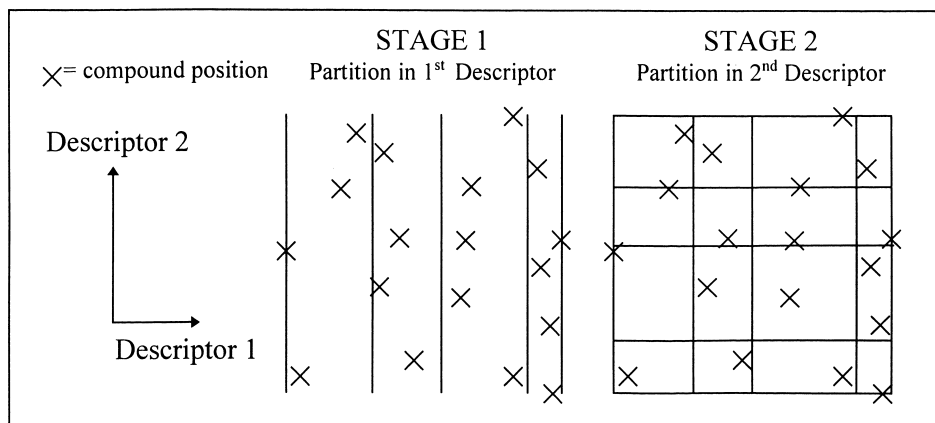 STAGE 1
Partition in 1st Descriptor
STAGE 2
Partition in 2nd Descriptor
= compound position
Descriptor 2
Descriptor 1